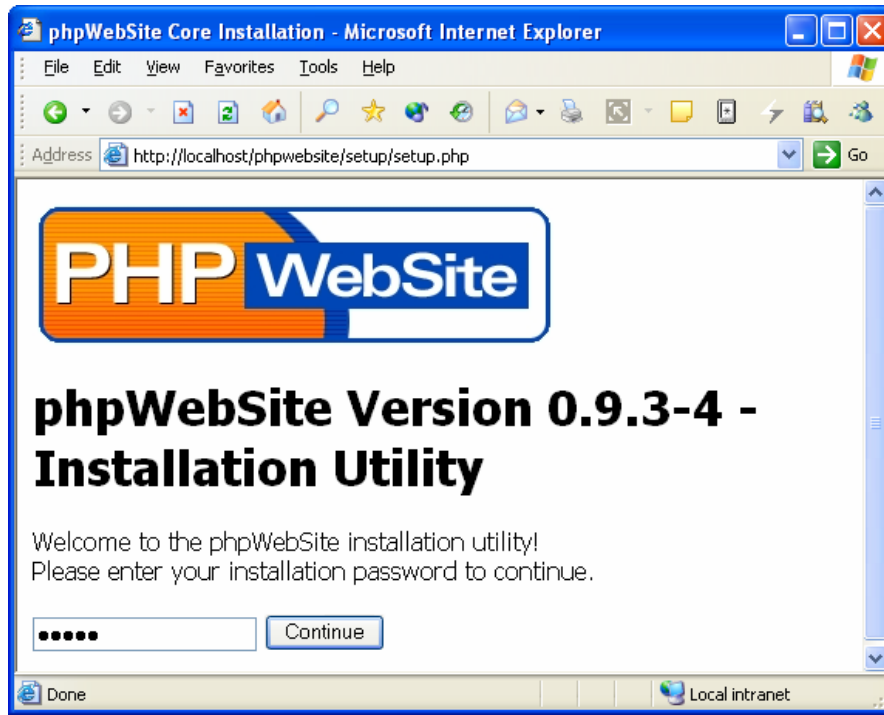 phpWebSite Core Installation - Microsoft Internet Explorer
File Edit View Favorites Tools Help
Address http://localhost/phpwebsite/setup/setup.php Go
PHP WebSite
phpWebSite Version 0.9.3-4 -
Installation Utility
Welcome to the phpWebSite installation utility!
Please enter your installation password to continue.
••••• Continue
Done Local intranet